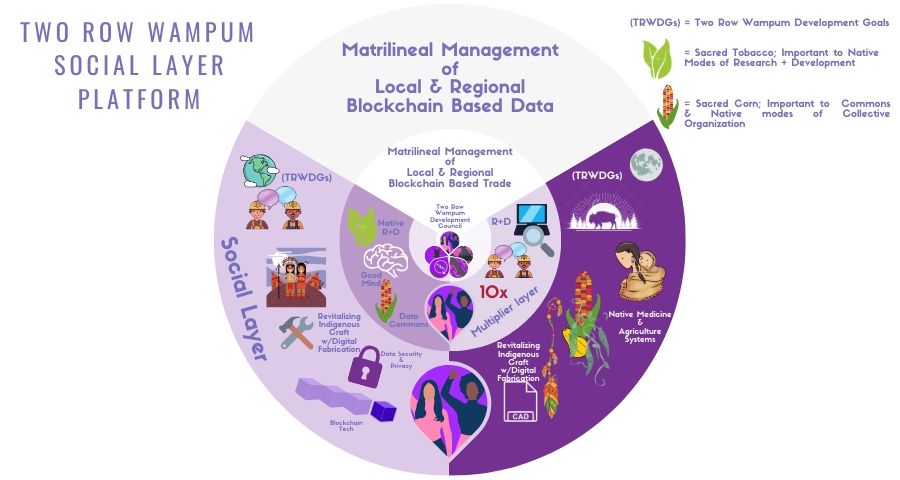 TWO ROW WAMPUM
SOCIAL LAYER
PLATFORM
Matrilineal Management
of
Local & Regional
Blockchain Based Data
(TRWDGs) = Two Row Wampum Development Goals
= Sacred Tobacco; Important to Native
Modes of Research + Development
= Sacred Corn; Important to Commons
& Native modes of Collective
Organization
Matrilineal Management
of
Local & Regional
Blockchain Based Trade
(TRWDGs)
Social Layer
Revitalizing
Indigenous
Craft
w/Digital
Fabrication
Data Security
&
Privacy
Blockchain
Tech
Native
R+D
Good
Mind
Data
Commons
Two Row
Wampum
Development
Council
R+D
10x
Multiplier layer
(TRWDGs)
Native Medicine
&
Agriculture
Systems
Revitalizing
Indigenous
Craft
w/Digital
Fabrication
CAD